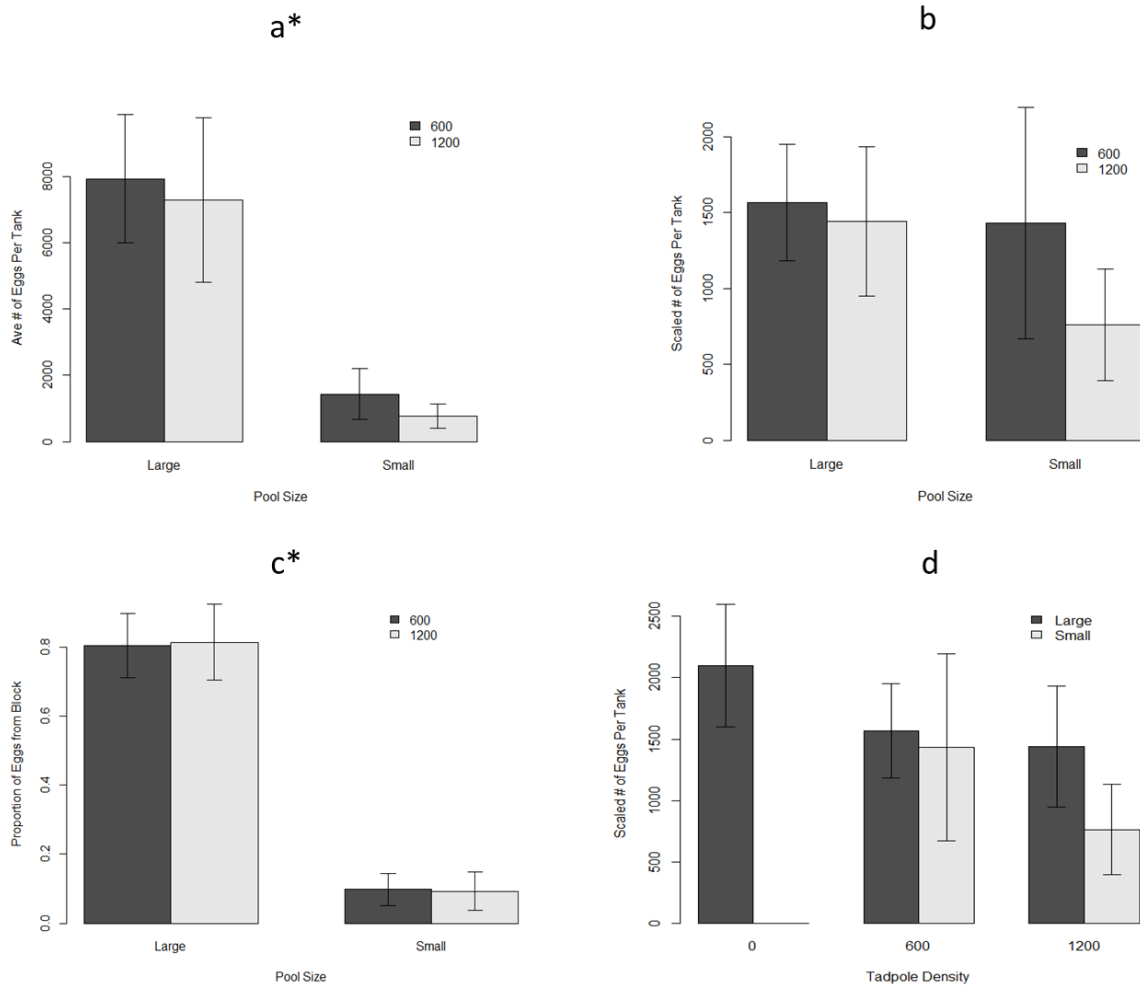 a*
Ave # of Eggs Per Tank
0
2000
4000
6000
8000
600
1200
Large
Small
Pool Size
b
Scaled # of Eggs Per Tank
0
500
1000
1500
2000
600
1200
Large
Small
Pool Size
c*
Proportion of Eggs from Block
0.0
0.2
0.4
0.6
0.8
600
1200
Large
Small
Pool Size
d
Scaled # of Eggs Per Tank
0
500
1000
1500
2000
2500
Large
Small
0
600
1200
Tadpole Density